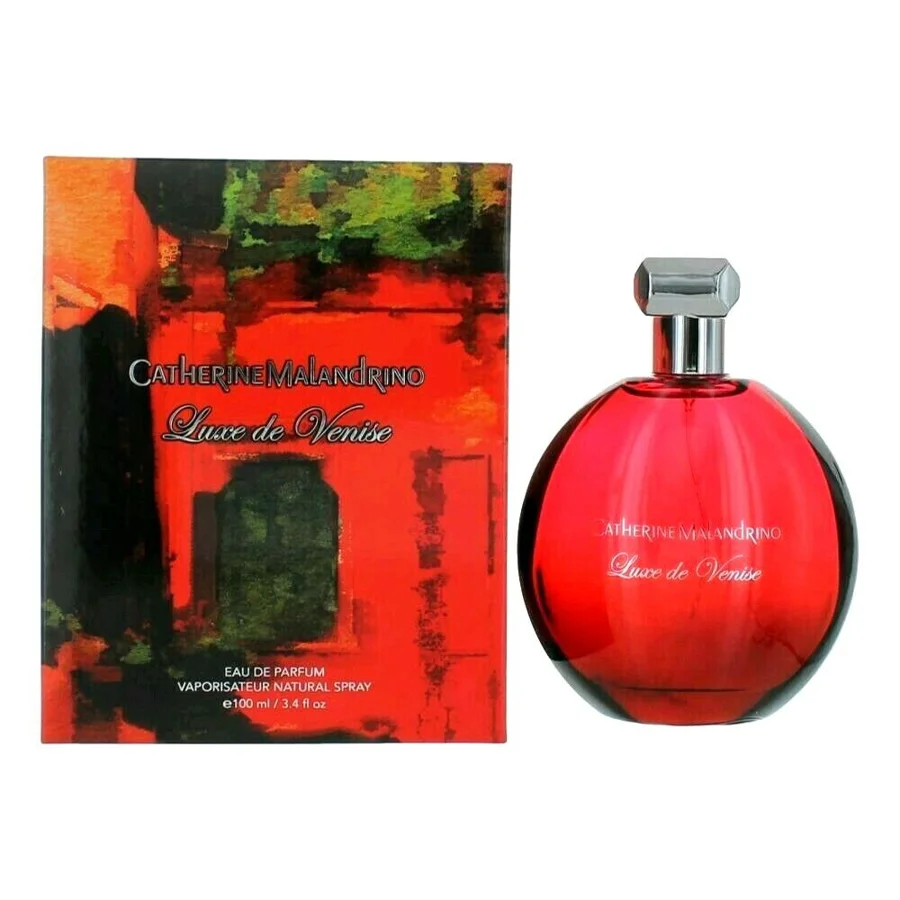 CATHERINE MALANDRINO
Luxe de Venise
EAU DE PARFUM
VAPORISATEUR NATURAL SPRAY
e100 ml / 3.4 fl oz
CATHERINE MALANDRINO
Luxe de Venise